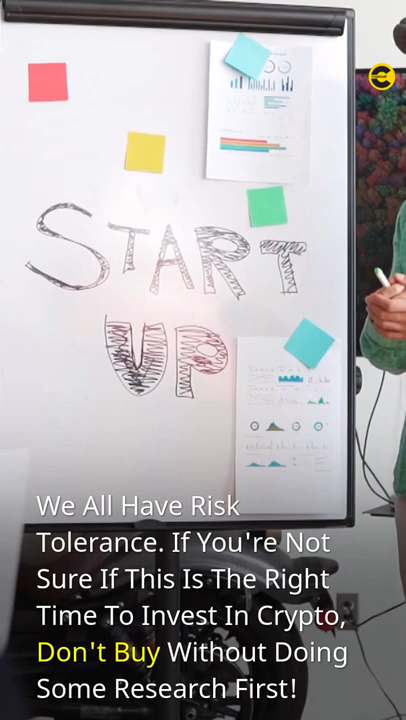 START
UP
We All Have Risk
Tolerance. If You're Not
Sure If This Is The Right
Time To Invest In Crypto,
Don't Buy Without Doing
Some Research First!